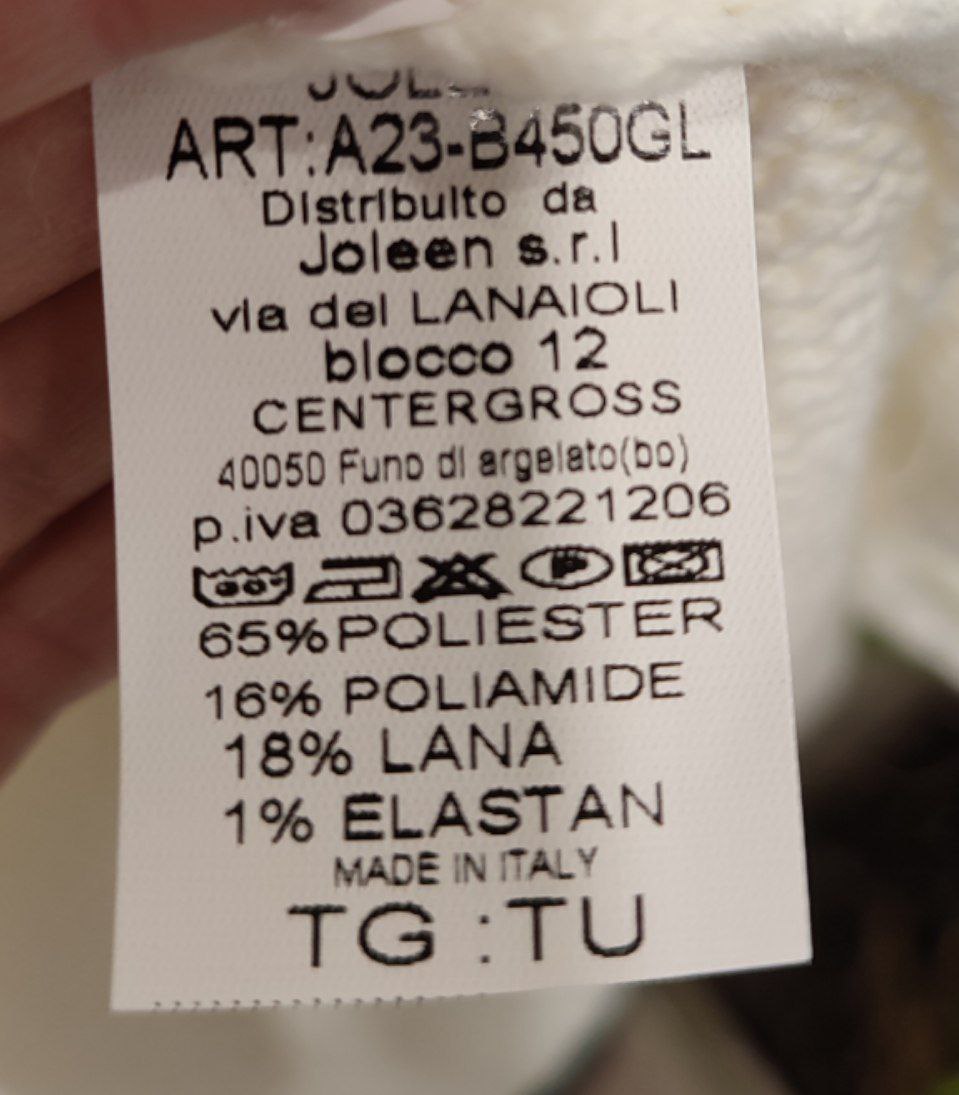 ART:A23-B450GL
Distribuito da
Joleen s.r.l
via dei LANAIOLI
blocco 12
CENTERGROSS
40050 Funo di argelato(bo)
p.iva 03628221206
65%POLIESTER
16% POLIAMIDE
18% LANA
1% ELASTAN
MADE IN ITALY
TG :TU